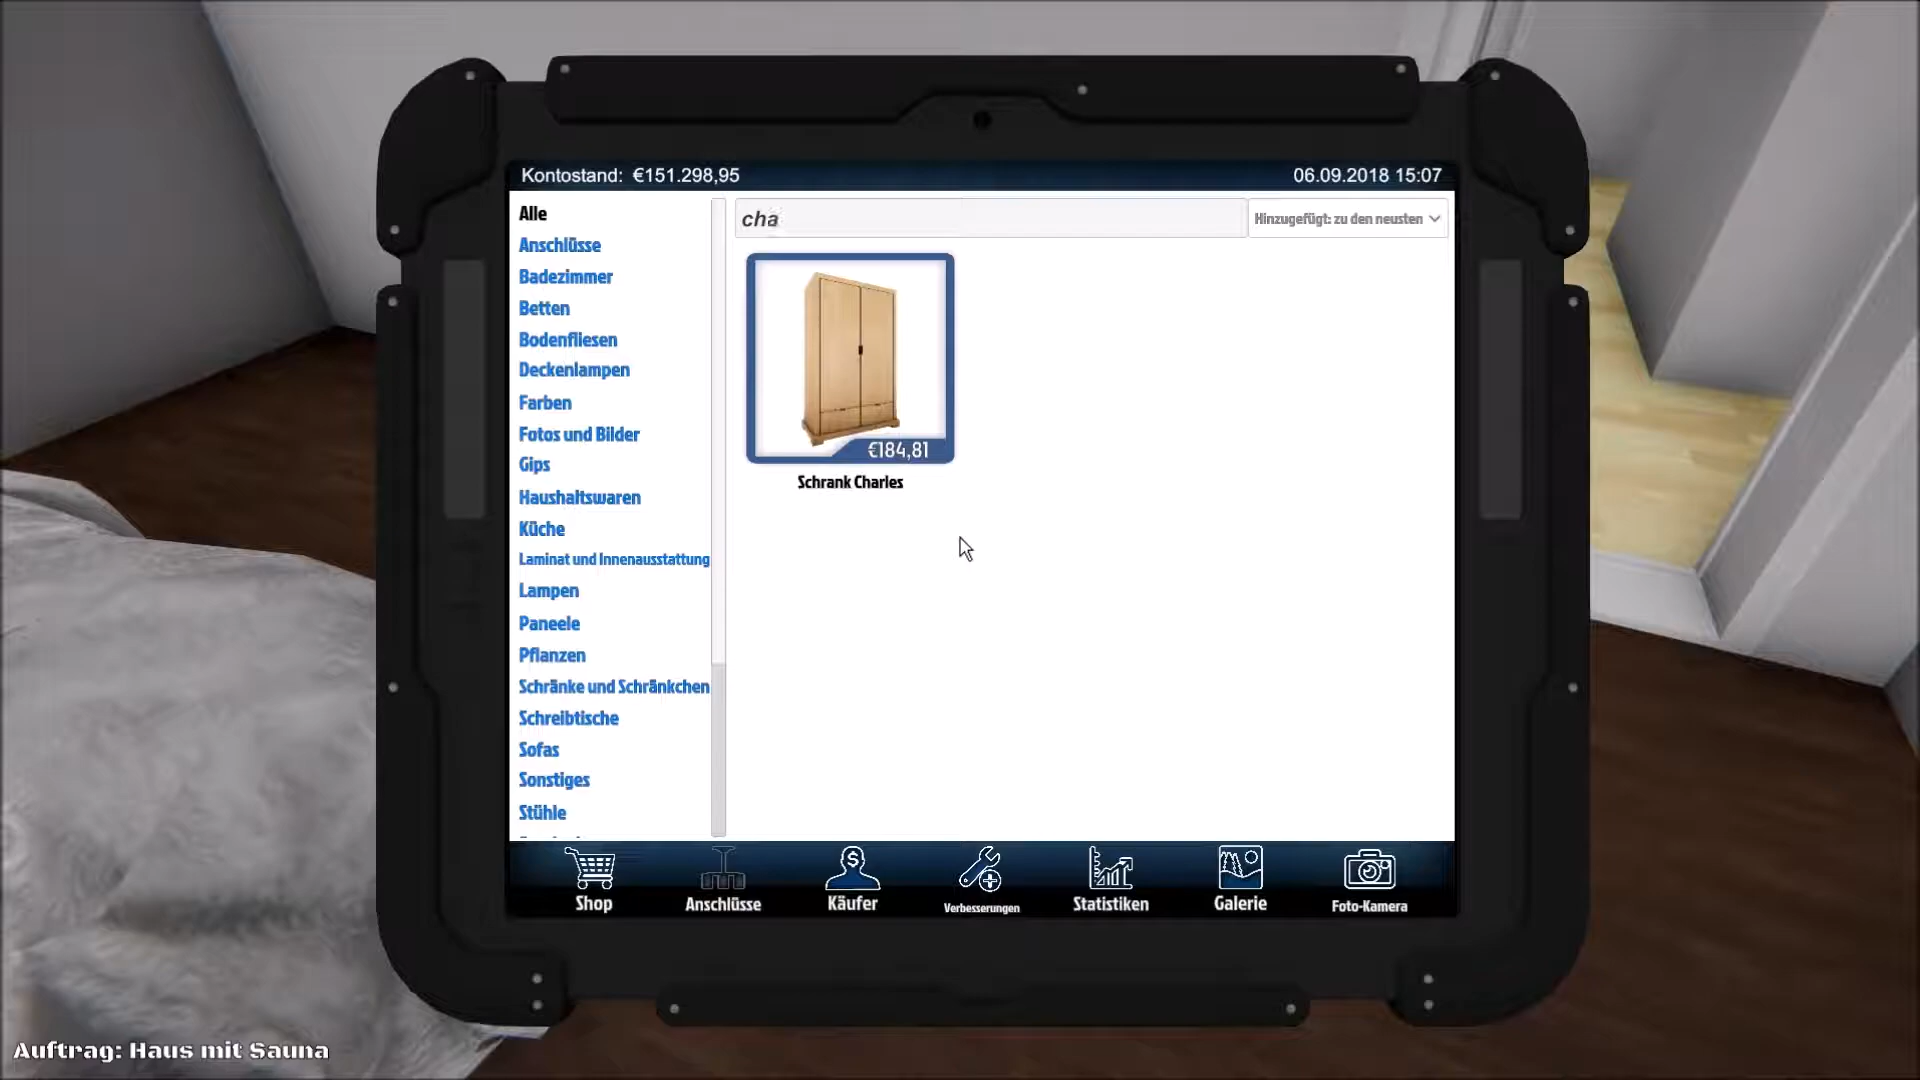 Kontostand: €151.298,95
06.09.2018 15:07
Alle
Anschlüsse
Badezimmer
Betten
Bodenfliesen
Deckenlampen
Farben
Fotos und Bilder
Gips
Haushaltswaren
Küche
Laminat und Innenausstattung
Lampen
Paneele
Pflanzen
Schränke und Schränkchen
Schreibtische
Sofas
Sonstiges
Stühle
cha
Hinzugefügt: zu den neusten
€184,81
Schrank Charles
Shop
Anschlüsse
Käufer
Verbesserungen
Statistiken
Galerie
Foto-Kamera
Auftrag: Haus mit Sauna